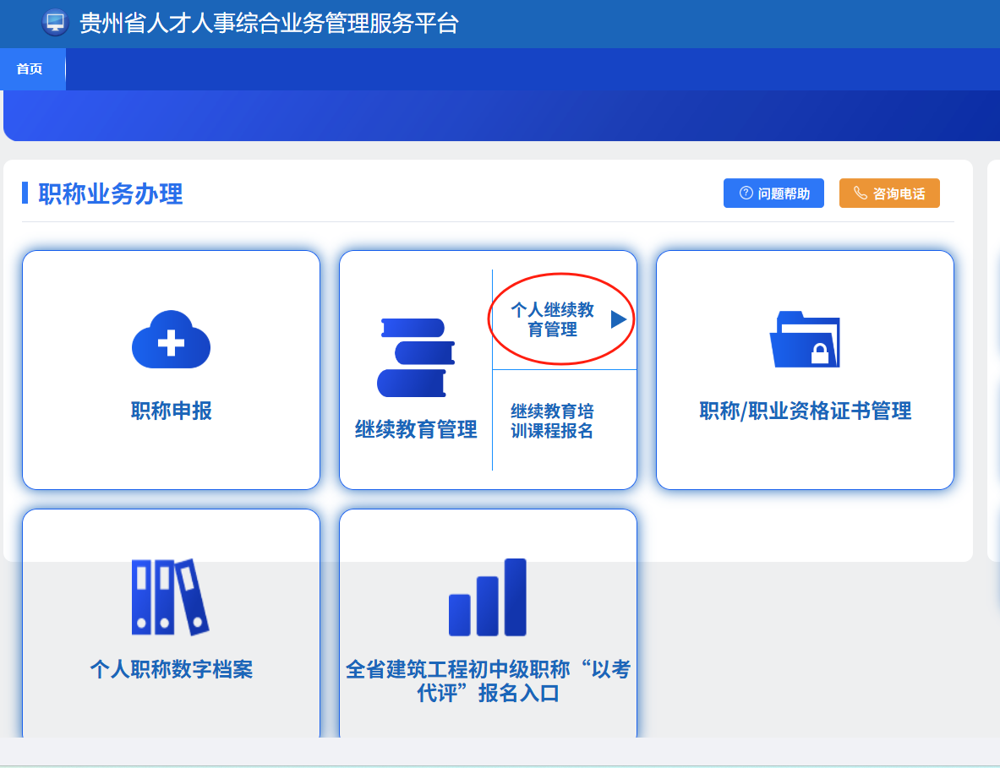 贵州省人才人事综合业务管理服务平台
首页
职称业务办理
问题帮助
咨询电话
职称申报
继续教育管理
个人继续教
育管理
继续教育培
训课程报名
职称/职业资格证书管理
个人职称数字档案
全省建筑工程初中级职称“以考
代评”报名入口